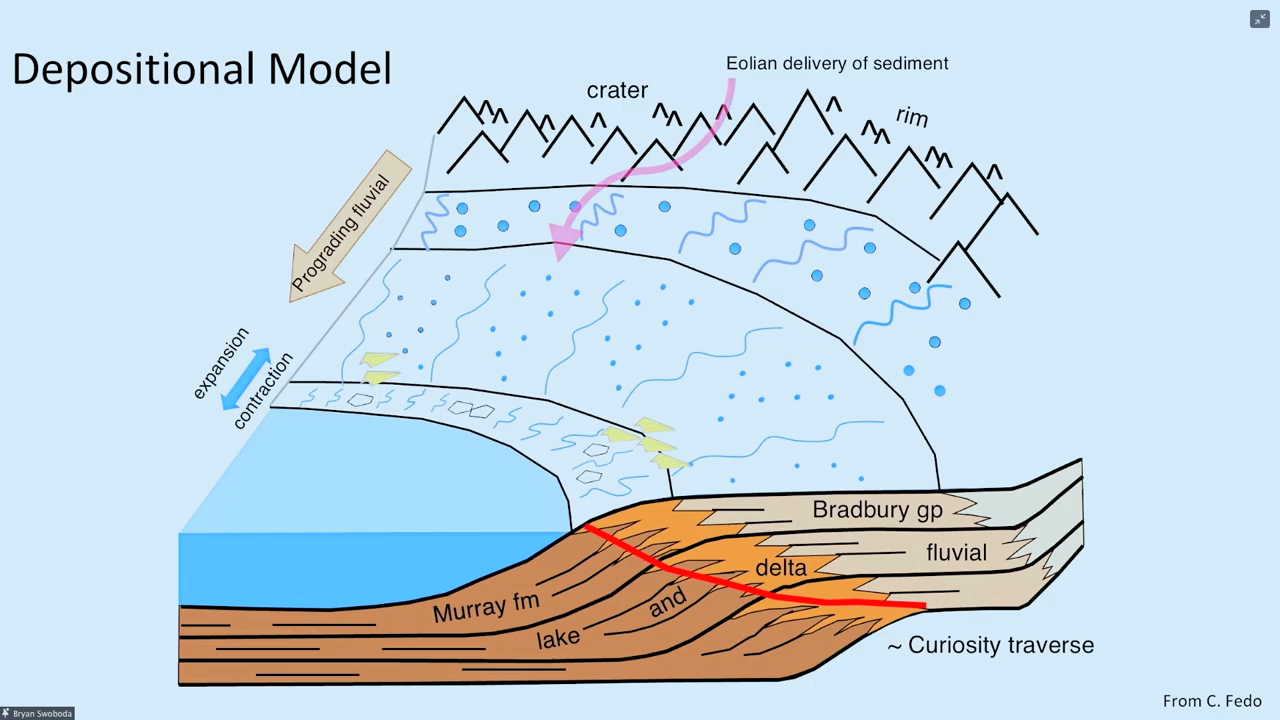 Depositional Model
Eolian delivery of sediment
crater
rim
Prograding fluvial
expansion
contraction
Bradbury gp
fluvial
delta
Murray fm
and
lake
~ Curiosity traverse
From C. Fedo
Bryan Swoboda